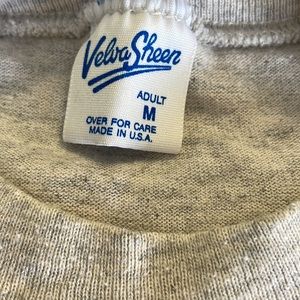 Velva Sheen
ADULT
M
OVER FOR CARE
MADE IN U.S.A.